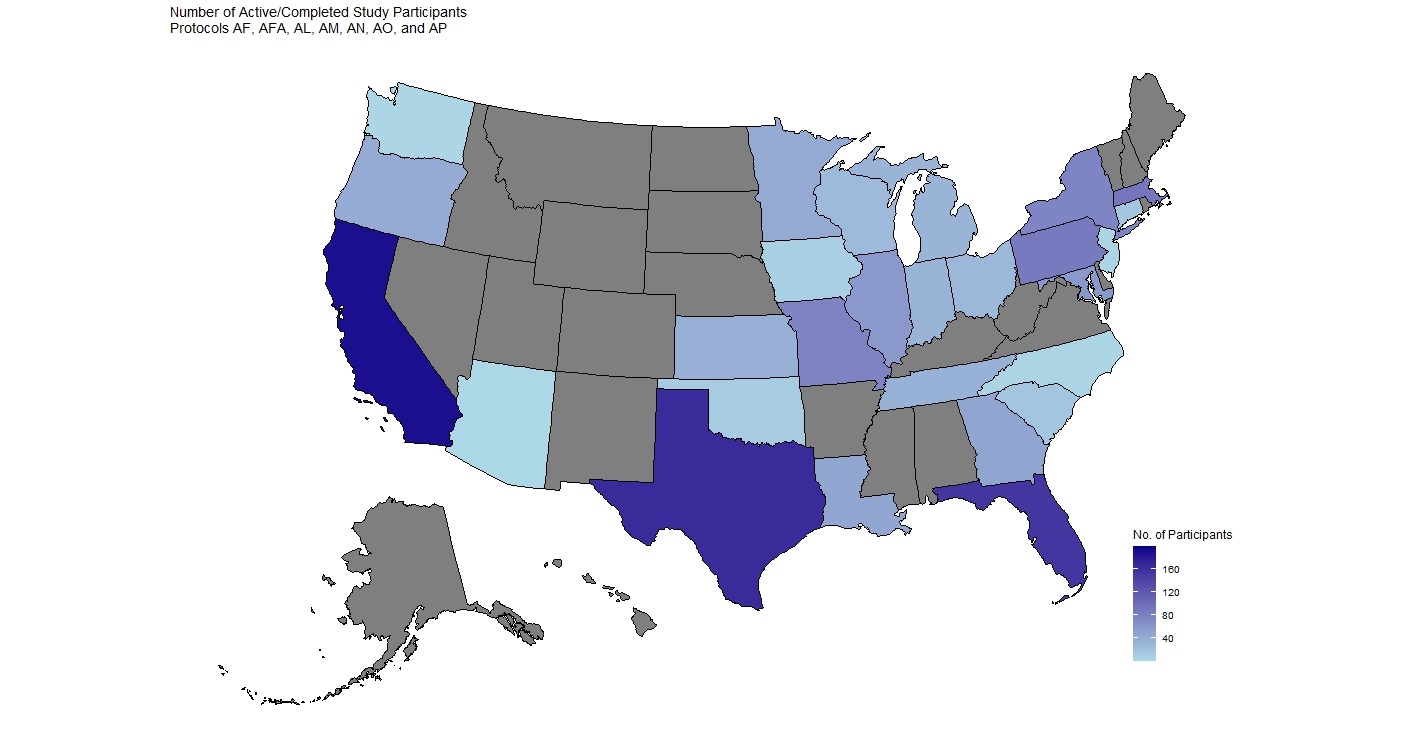 Number of Active/Completed Study Participants
Protocols AF, AFA, AL, AM, AN, AO, and AP
No. of Participants
160
120
80
40